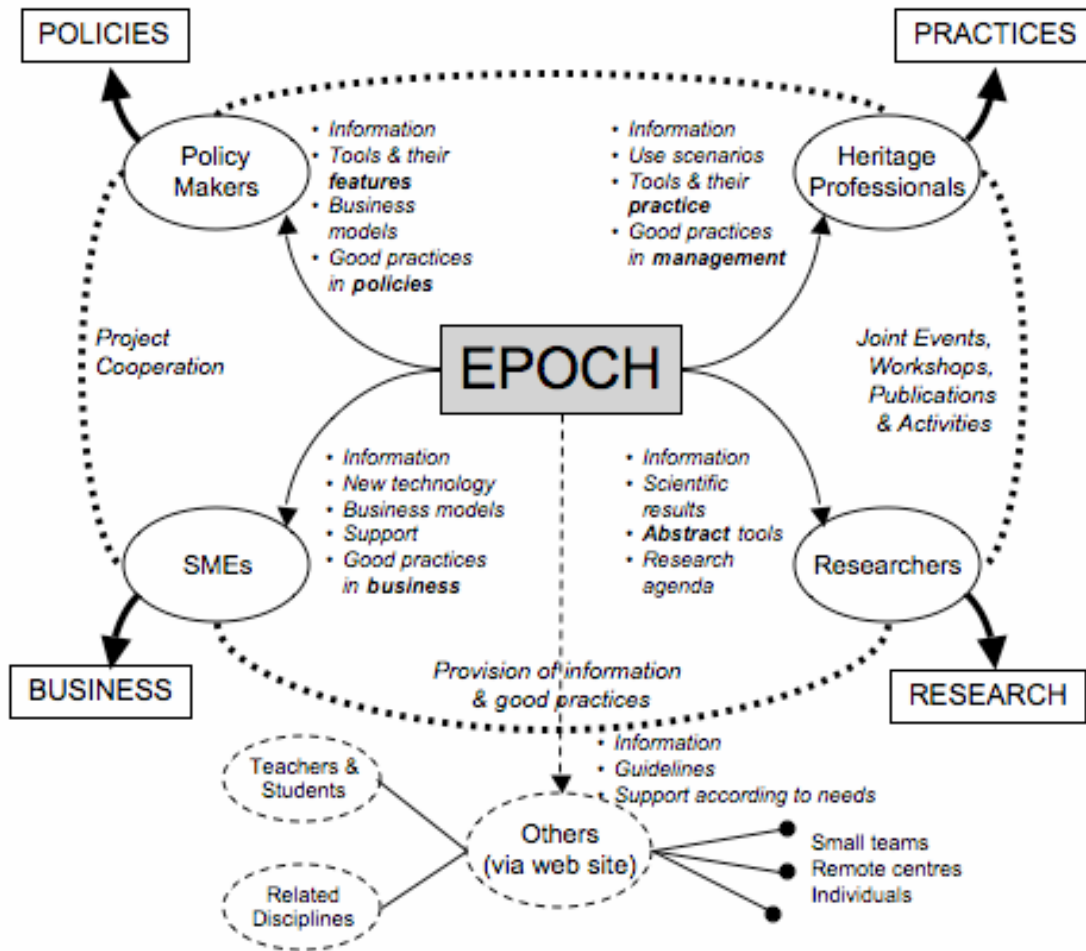 POLICIES
PRACTICES
Policy
Makers
• Information
• Tools & their
features
• Business
models
• Good practices
in policies
• Information
• Use scenarios
• Tools & their
practice
• Good practices
in management
Heritage
Professionals
Project
Cooperation
EPOCH
Joint Events,
Workshops,
Publications
& Activities
SMEs
• Information
• New technology
• Business models
• Support
• Good practices
in business
• Information
• Scientific
results
• Abstract tools
• Research
agenda
Researchers
BUSINESS
Provision of information
& good practices
RESEARCH
• Information
• Guidelines
• Support according to needs
Teachers &
Students
Others
(via web site)
Small teams
Remote centres
Individuals
Related
Disciplines